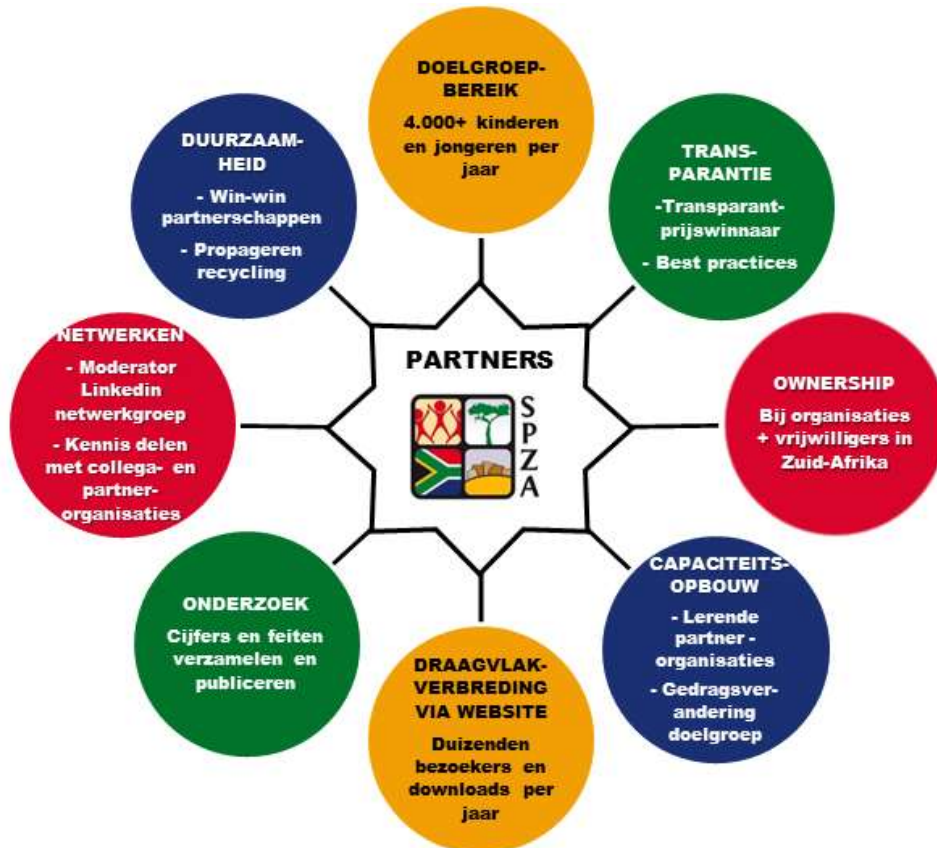 DOELGROEP-
BEREIK
4.000+ kinderen
en jongeren per
jaar
TRANS-
PARANTIE
-Transparant-
prijswinnaar
- Best practices
OWNERSHIP
Bij organisaties
+ vrijwilligers in
Zuid-Afrika
CAPACITEITS-
OPBOUW
- Lerende
partner -
organisaties
- Gedragsver-
andering
doelgroep
DRAAGVLAK-
VERBREDING
VIA WEBSITE
Duizenden
bezoekers en
downloads per
jaar
ONDERZOEK
Cijfers en feiten
verzamelen en
publiceren
NETWERKEN
- Moderator
Linkedin
netwerkgroep
- Kennis delen
met collega- en
partner-
organisaties
DUURZAAM-
HEID
- Win-win
partnerschappen
- Propageren
recycling
PARTNERS
SPZA